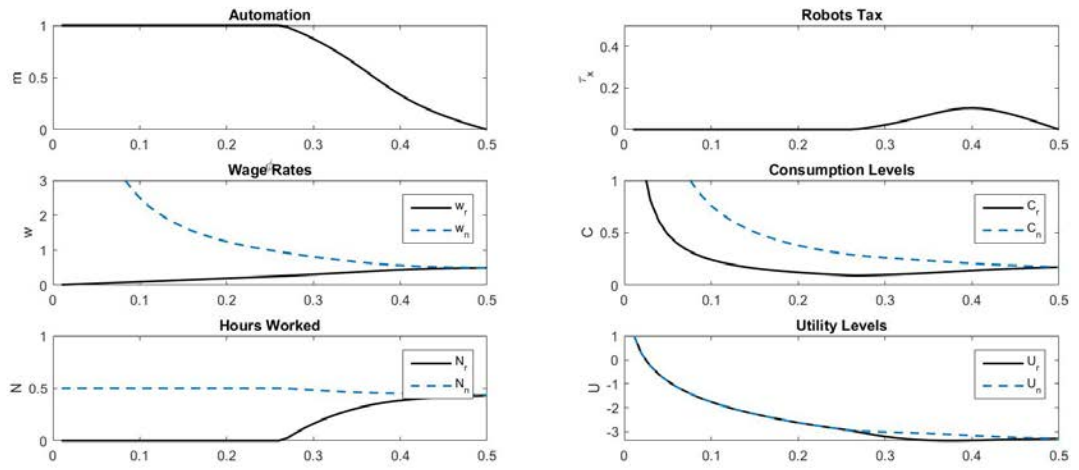 Automation
m
1
0.5
0
0 0.1 0.2 0.3 0.4 0.5
Robots Tax
τx
0.4
0.2
0
0 0.1 0.2 0.3 0.4 0.5
Wage Rates
w
3
2
1
0
wr
wn
0 0.1 0.2 0.3 0.4 0.5
Consumption Levels
C
1
0.5
0
Cr
Cn
0 0.1 0.2 0.3 0.4 0.5
Hours Worked
N
1
0.5
0
Nr
Nn
0 0.1 0.2 0.3 0.4 0.5
Utility Levels
U
1
0
-1
-2
-3
Ur
Un
0 0.1 0.2 0.3 0.4 0.5